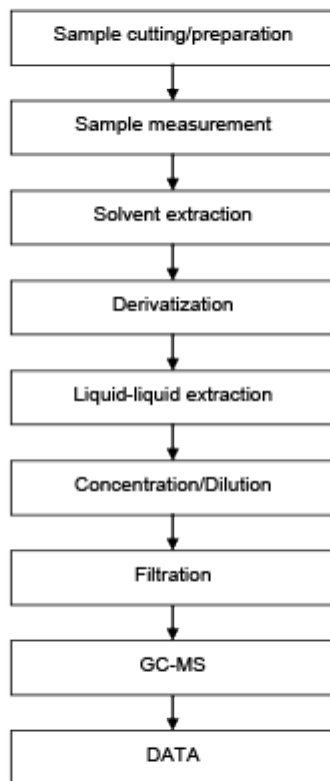 Sample cutting/preparation
Sample measurement
Solvent extraction
Derivatization
Liquid-liquid extraction
Concentration/Dilution
Filtration
GC-MS
DATA